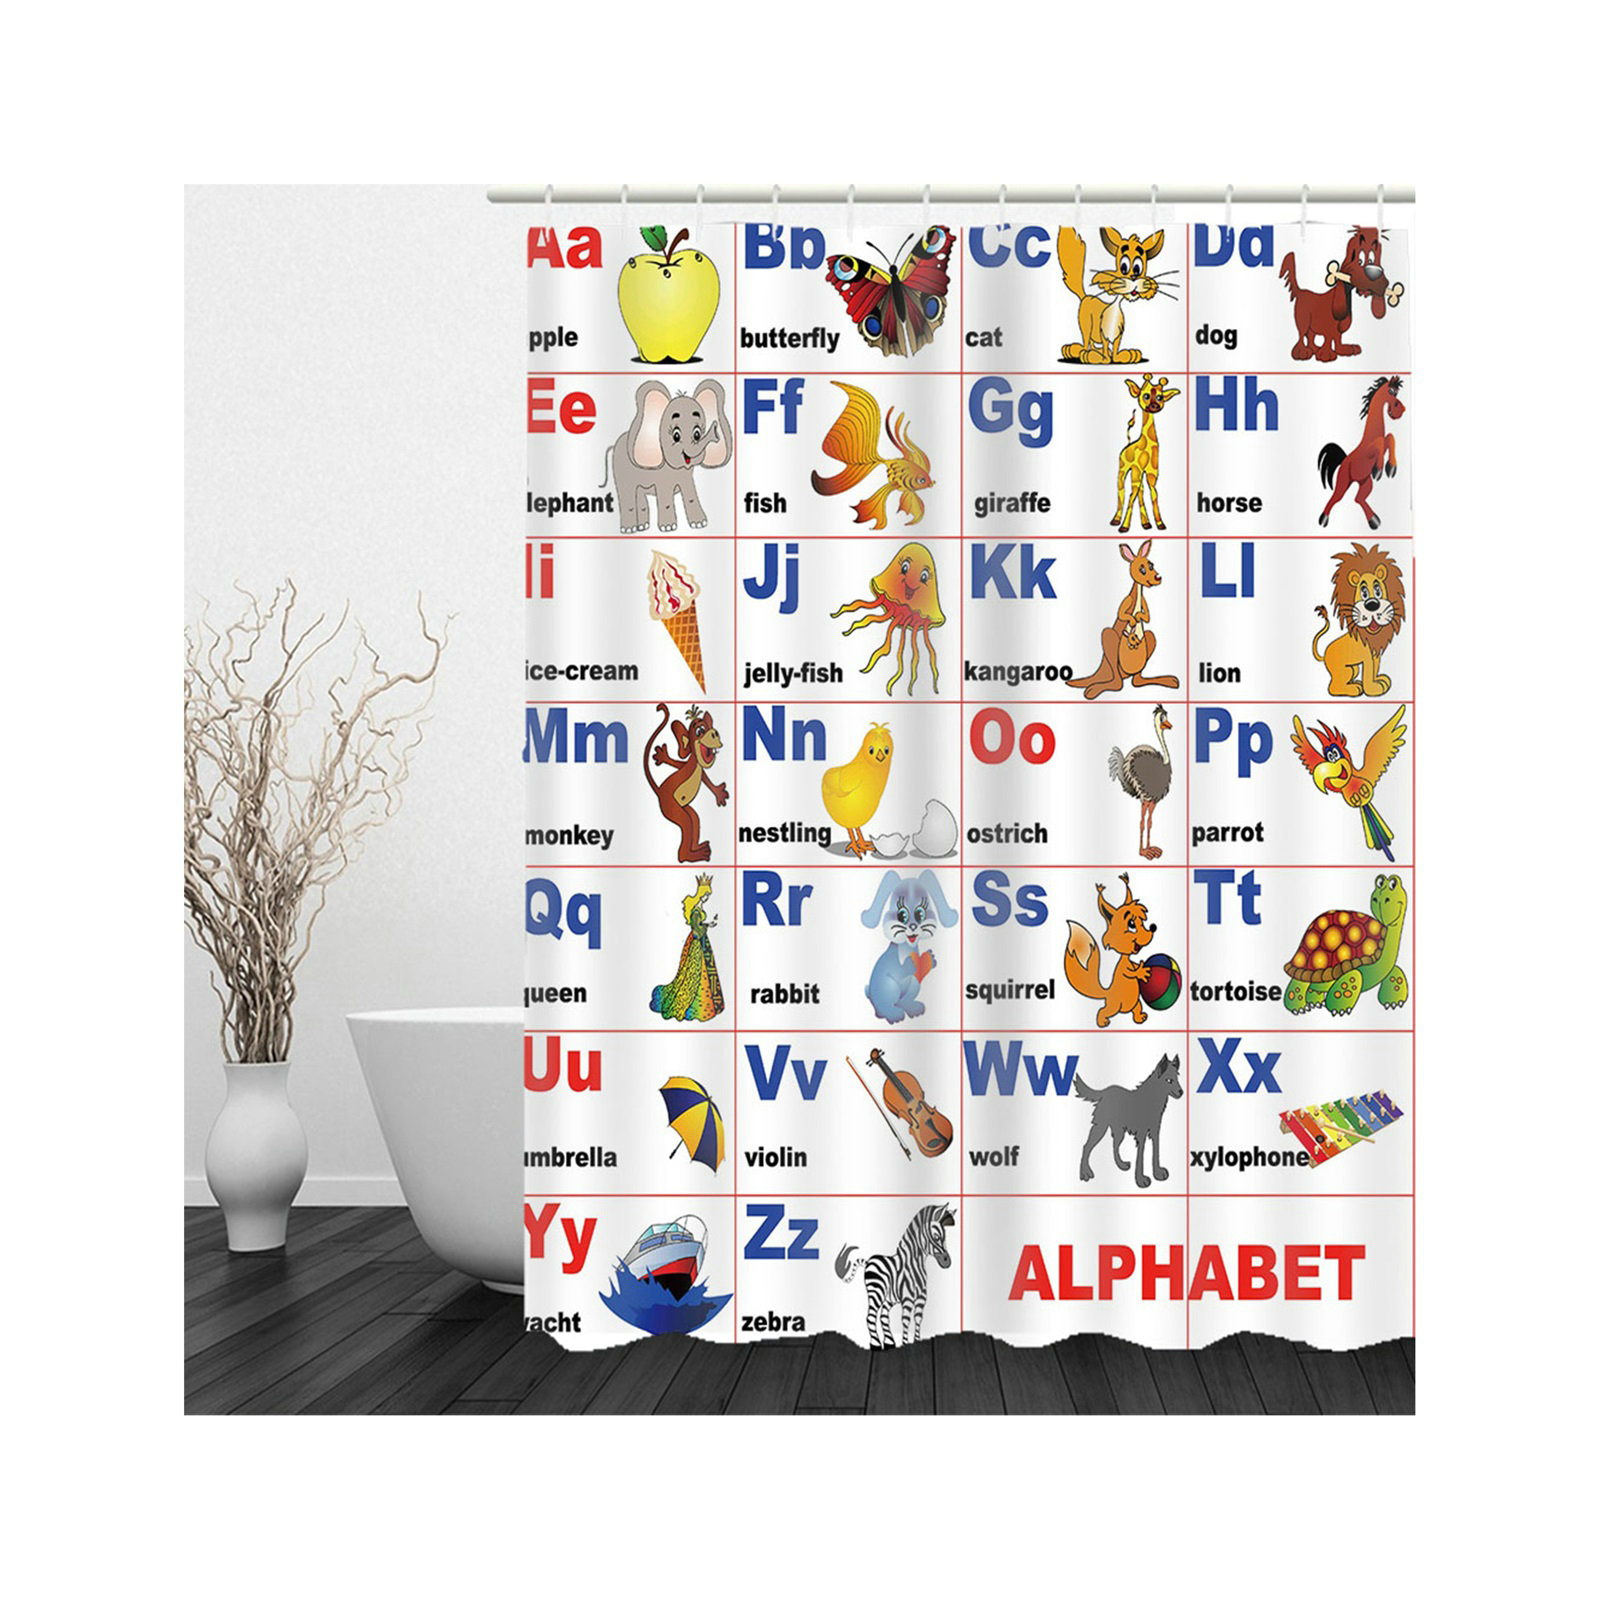 Aa Bb Cc Dd
pple butterfly cat dog
Ee Ff Gg Hh
lephant fish giraffe horse
Ii Jj Kk Ll
ice-cream jelly-fish kangaroo lion
Mm Nn Oo Pp
monkey nestling ostrich parrot
Qq Rr Ss Tt
queen rabbit squirrel tortoise
Uu Vv Ww Xx
umbrella violin wolf xylophone
Yy Zz
yacht zebra
ALPHABET